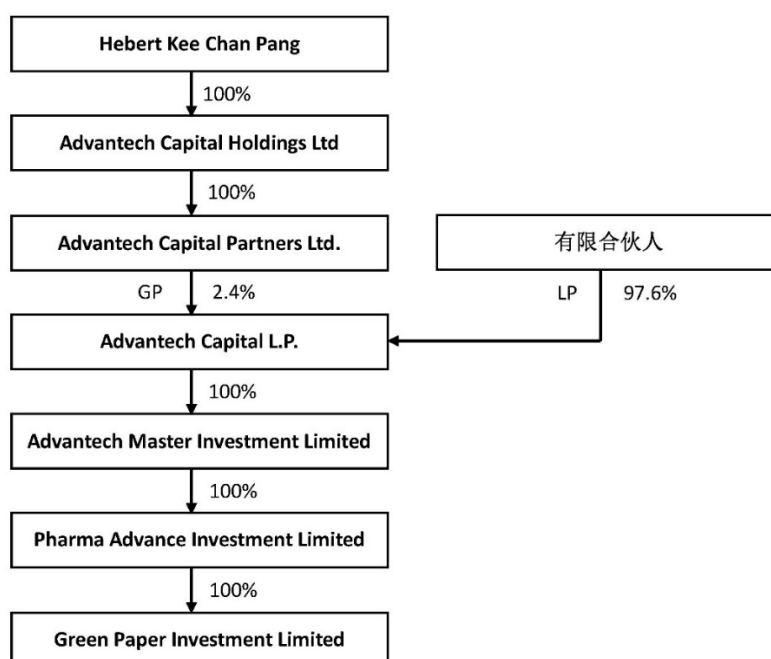 Hebert Kee Chan Pang
100%
Advantech Capital Holdings Ltd
100%
Advantech Capital Partners Ltd.
有限合伙人
GP 2.4%
LP 97.6%
Advantech Capital L.P.
100%
Advantech Master Investment Limited
100%
Pharma Advance Investment Limited
100%
Green Paper Investment Limited